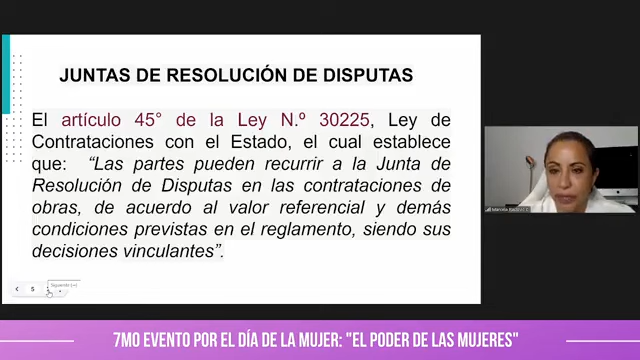 JUNTAS DE RESOLUCIÓN DE DISPUTAS
El artículo 45° de la Ley N.º 30225, Ley de
Contrataciones con el Estado, el cual establece
que: “Las partes pueden recurrir a la Junta de
Resolución de Disputas en las contrataciones de
obras, de acuerdo al valor referencial y demás
condiciones previstas en el reglamento, siendo sus
decisiones vinculantes”.
Siguiente (→)
5
Marcela
7MO EVENTO POR EL DÍA DE LA MUJER: "EL PODER DE LAS MUJERES"